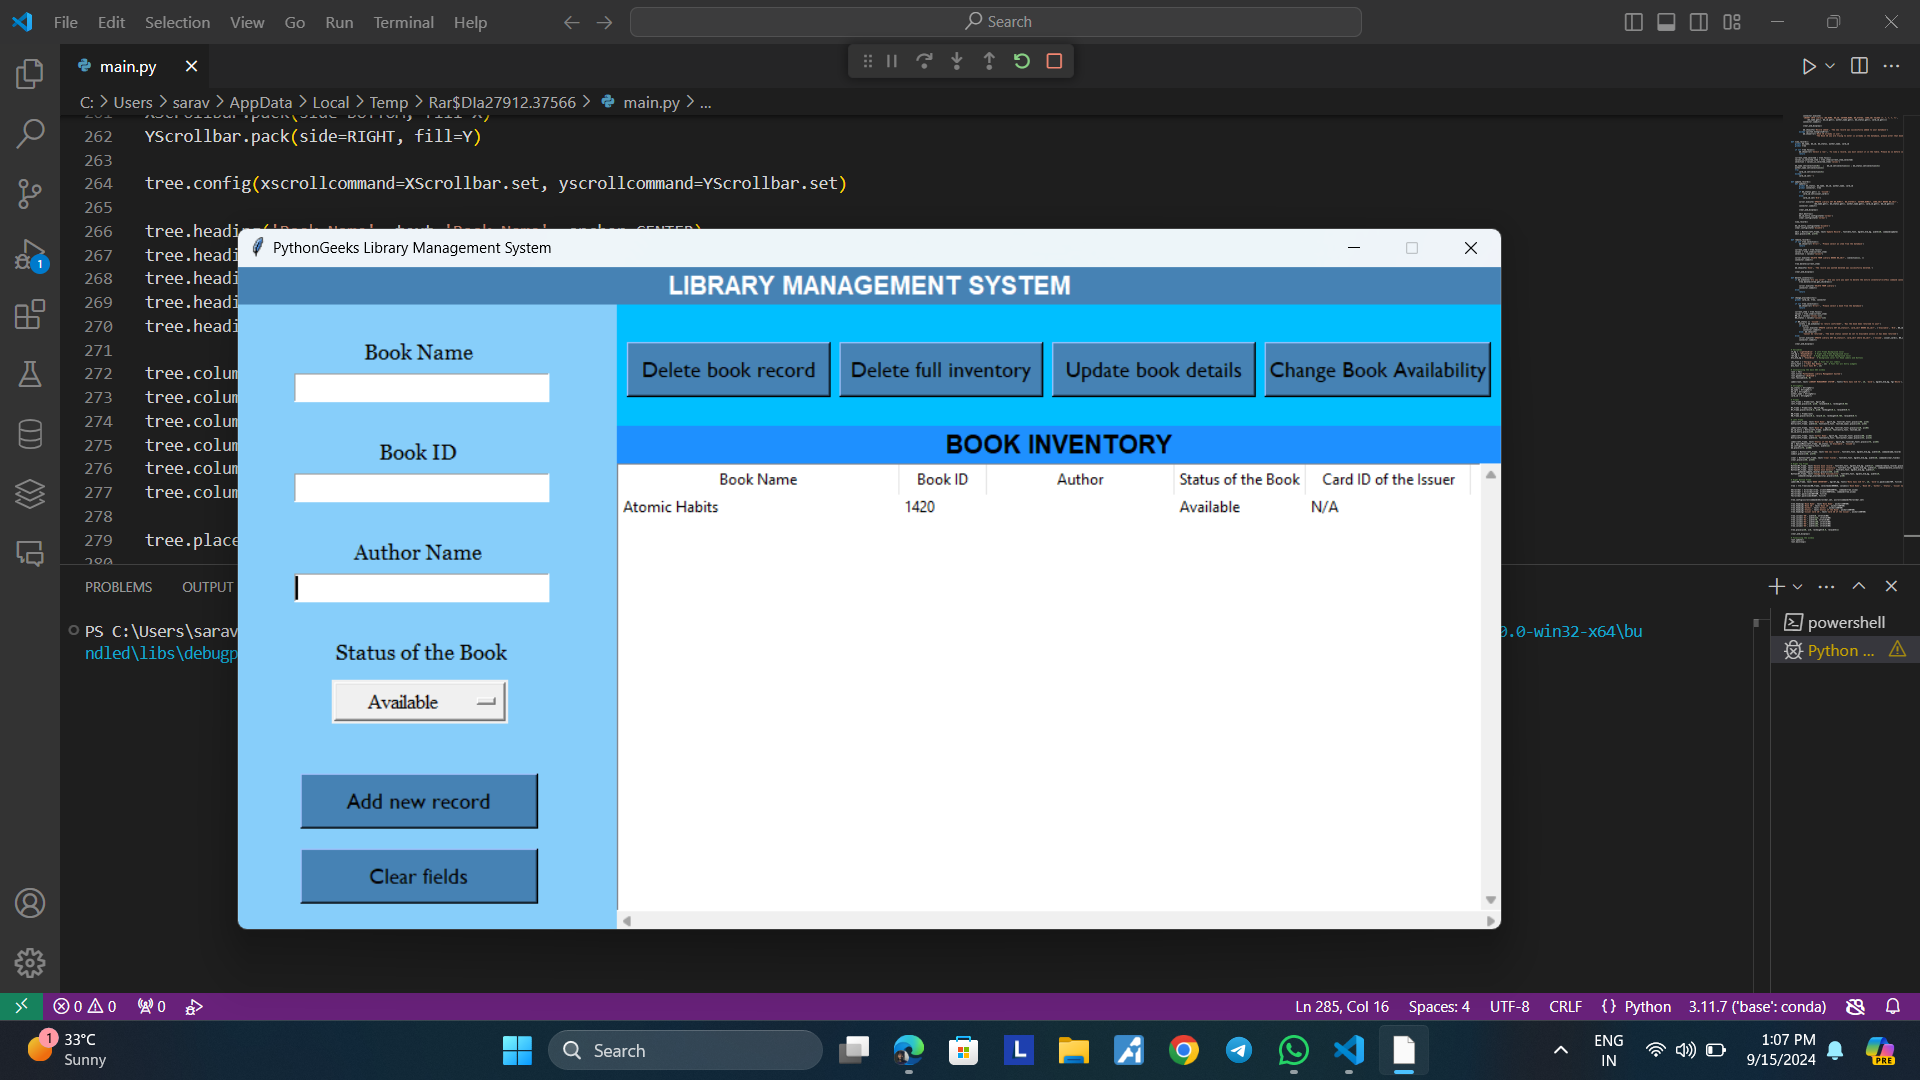 File Edit Selection View Go Run Terminal Help
Search
main.py
C: > Users > sarav > AppData > Local > Temp > Rar$DIa27912.37566 > main.py > ...
262 YScrollbar.pack(side=RIGHT, fill=Y)
263
264 tree.config(xscrollcommand=XScrollbar.set, yscrollcommand=YScrollbar.set)
265
266
267 tree.head
268 tree.head
269 tree.head
270 tree.head
271
272 tree.colum
273 tree.colum
274 tree.colum
275 tree.colum
276 tree.colum
277 tree.colum
278
279 tree.place
PythonGeeks Library Management System
LIBRARY MANAGEMENT SYSTEM
Book Name
Book ID
Author Name
Status of the Book
Available
Add new record
Clear fields
Delete book record
Delete full inventory
Update book details
Change Book Availability
BOOK INVENTORY
Book Name Book ID Author Status of the Book Card ID of the Issuer
Atomic Habits 1420 Available N/A
PROBLEMS OUTPUT
PS C:\Users\sarav
0.0-win32-x64\bu
ndled\libs\debugp
powershell
Python ...
1
0 0 0
Ln 285, Col 16 Spaces: 4 UTF-8 CRLF { } Python 3.11.7 ('base': conda)
1
33°C
Sunny
Search
L
ENG
IN
1:07 PM
9/15/2024
PRE